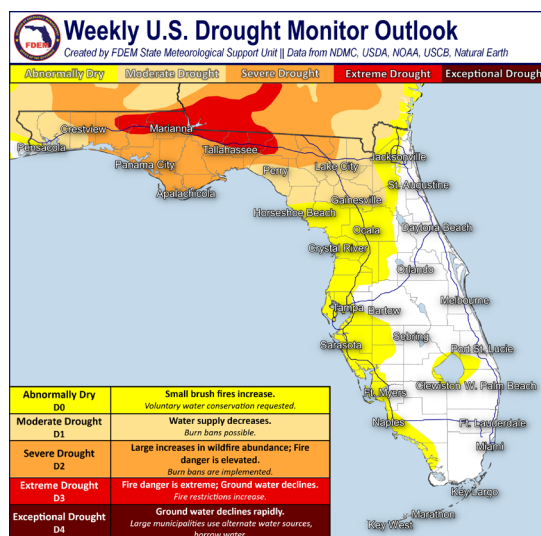 FDEM
Weekly U.S. Drought Monitor Outlook
Created by FDEM State Meteorological Support Unit || Data from NDMC, USDA, NOAA, USCB, Natural Earth
Abnormally Dry Moderate Drought Severe Drought Extreme Drought Exceptional Drough
Crestview
Marianna
Pensacola
Tallahassee
Jacksonville
Panama City
Lake City
Perry
St. Augustine
Apalachicola
Gainesville
Horseshoe Beach
Ocala
Daytona Beach
Crystal River
Orlando
Melbourne
Tampa
Bartow
Sebring
Sarasota
Port St. Lucie
Clewiston
W. Palm Beach
Ft. Myers
Naples
Ft. Lauderdale
Miami
Key Largo
Marathon
Key West
Abnormally Dry
D0
Small brush fires increase.
Voluntary water conservation requested.
Moderate Drought
D1
Water supply decreases.
Burn bans possible.
Severe Drought
D2
Large increases in wildfire abundance; Fire
danger is elevated.
Burn bans are implemented.
Extreme Drought
D3
Fire danger is extreme; Ground water declines.
Fire restrictions increase.
Exceptional Drought
D4
Ground water declines rapidly.
Large municipalities use alternate water sources,
borrow water